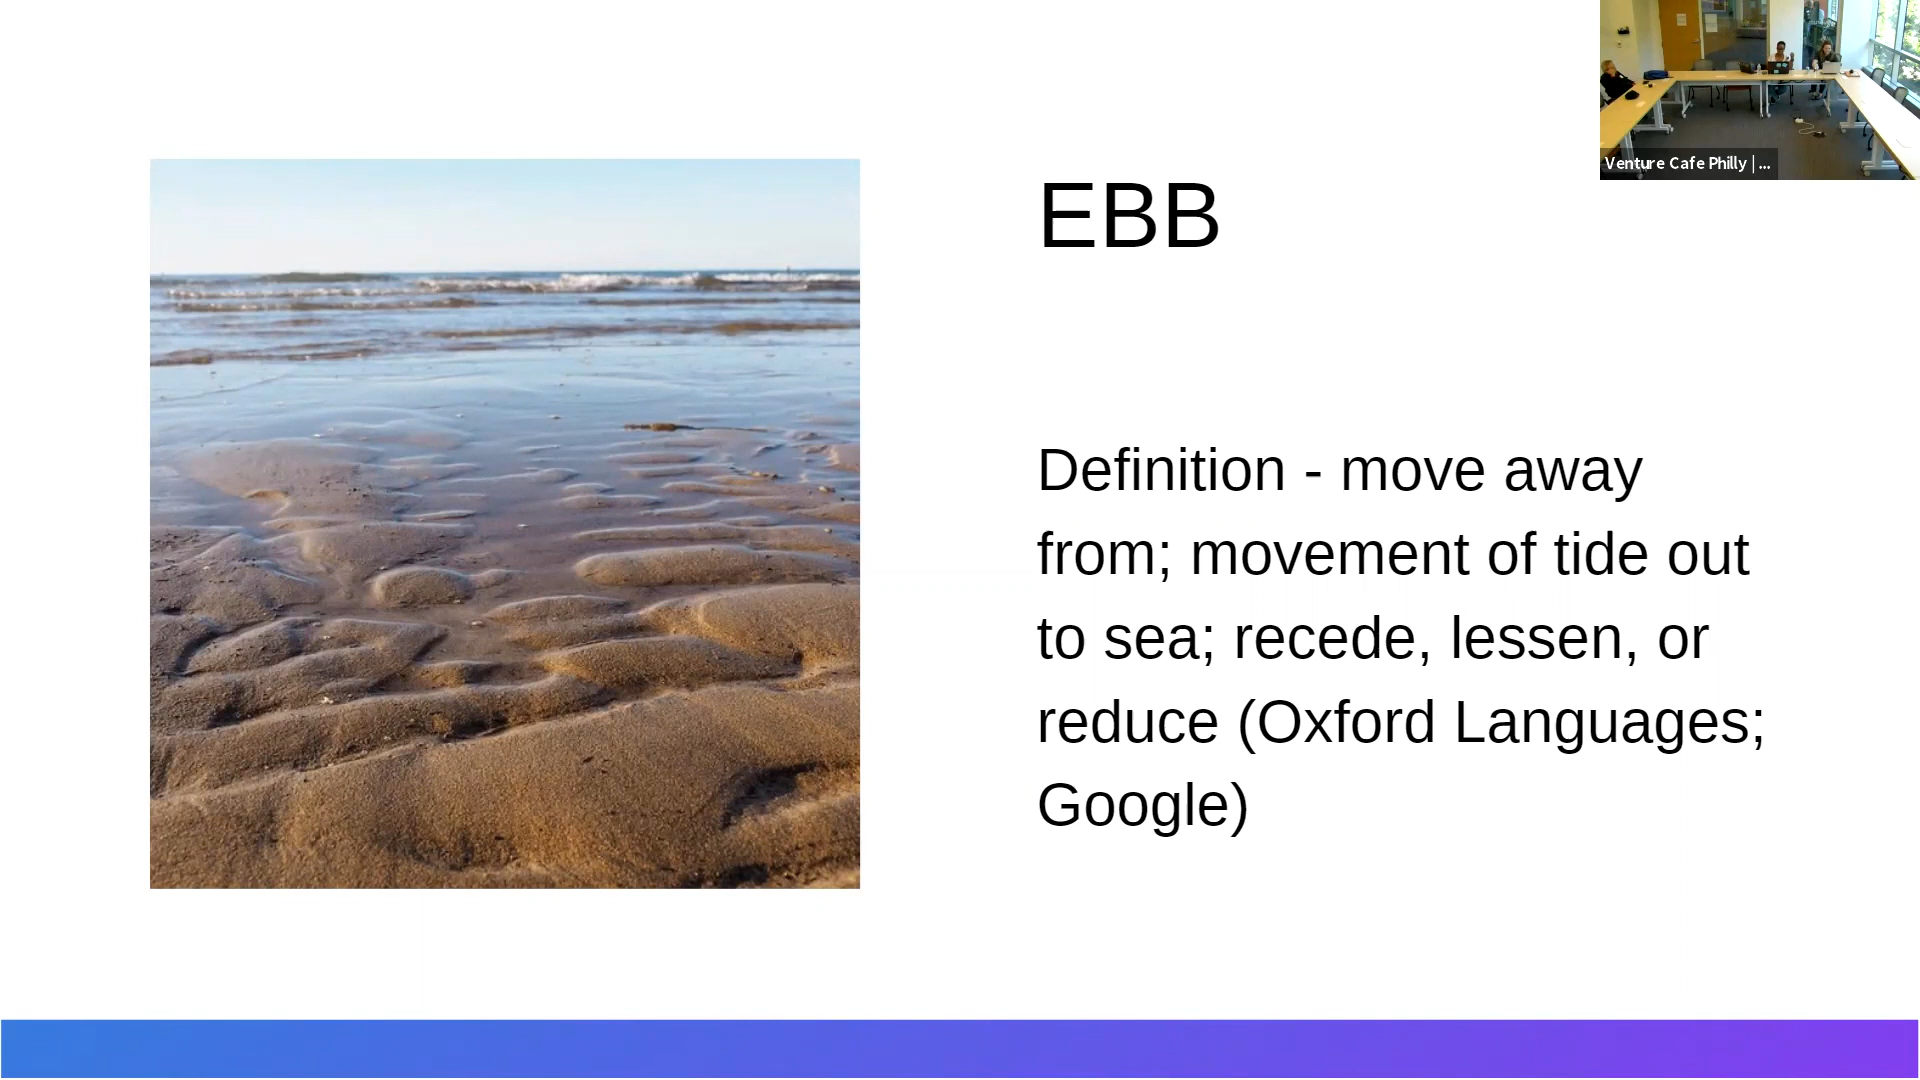 EBB
Definition - move away
from; movement of tide out
to sea; recede, lessen, or
reduce (Oxford Languages;
Google)
Venture Cafe Philly | ...